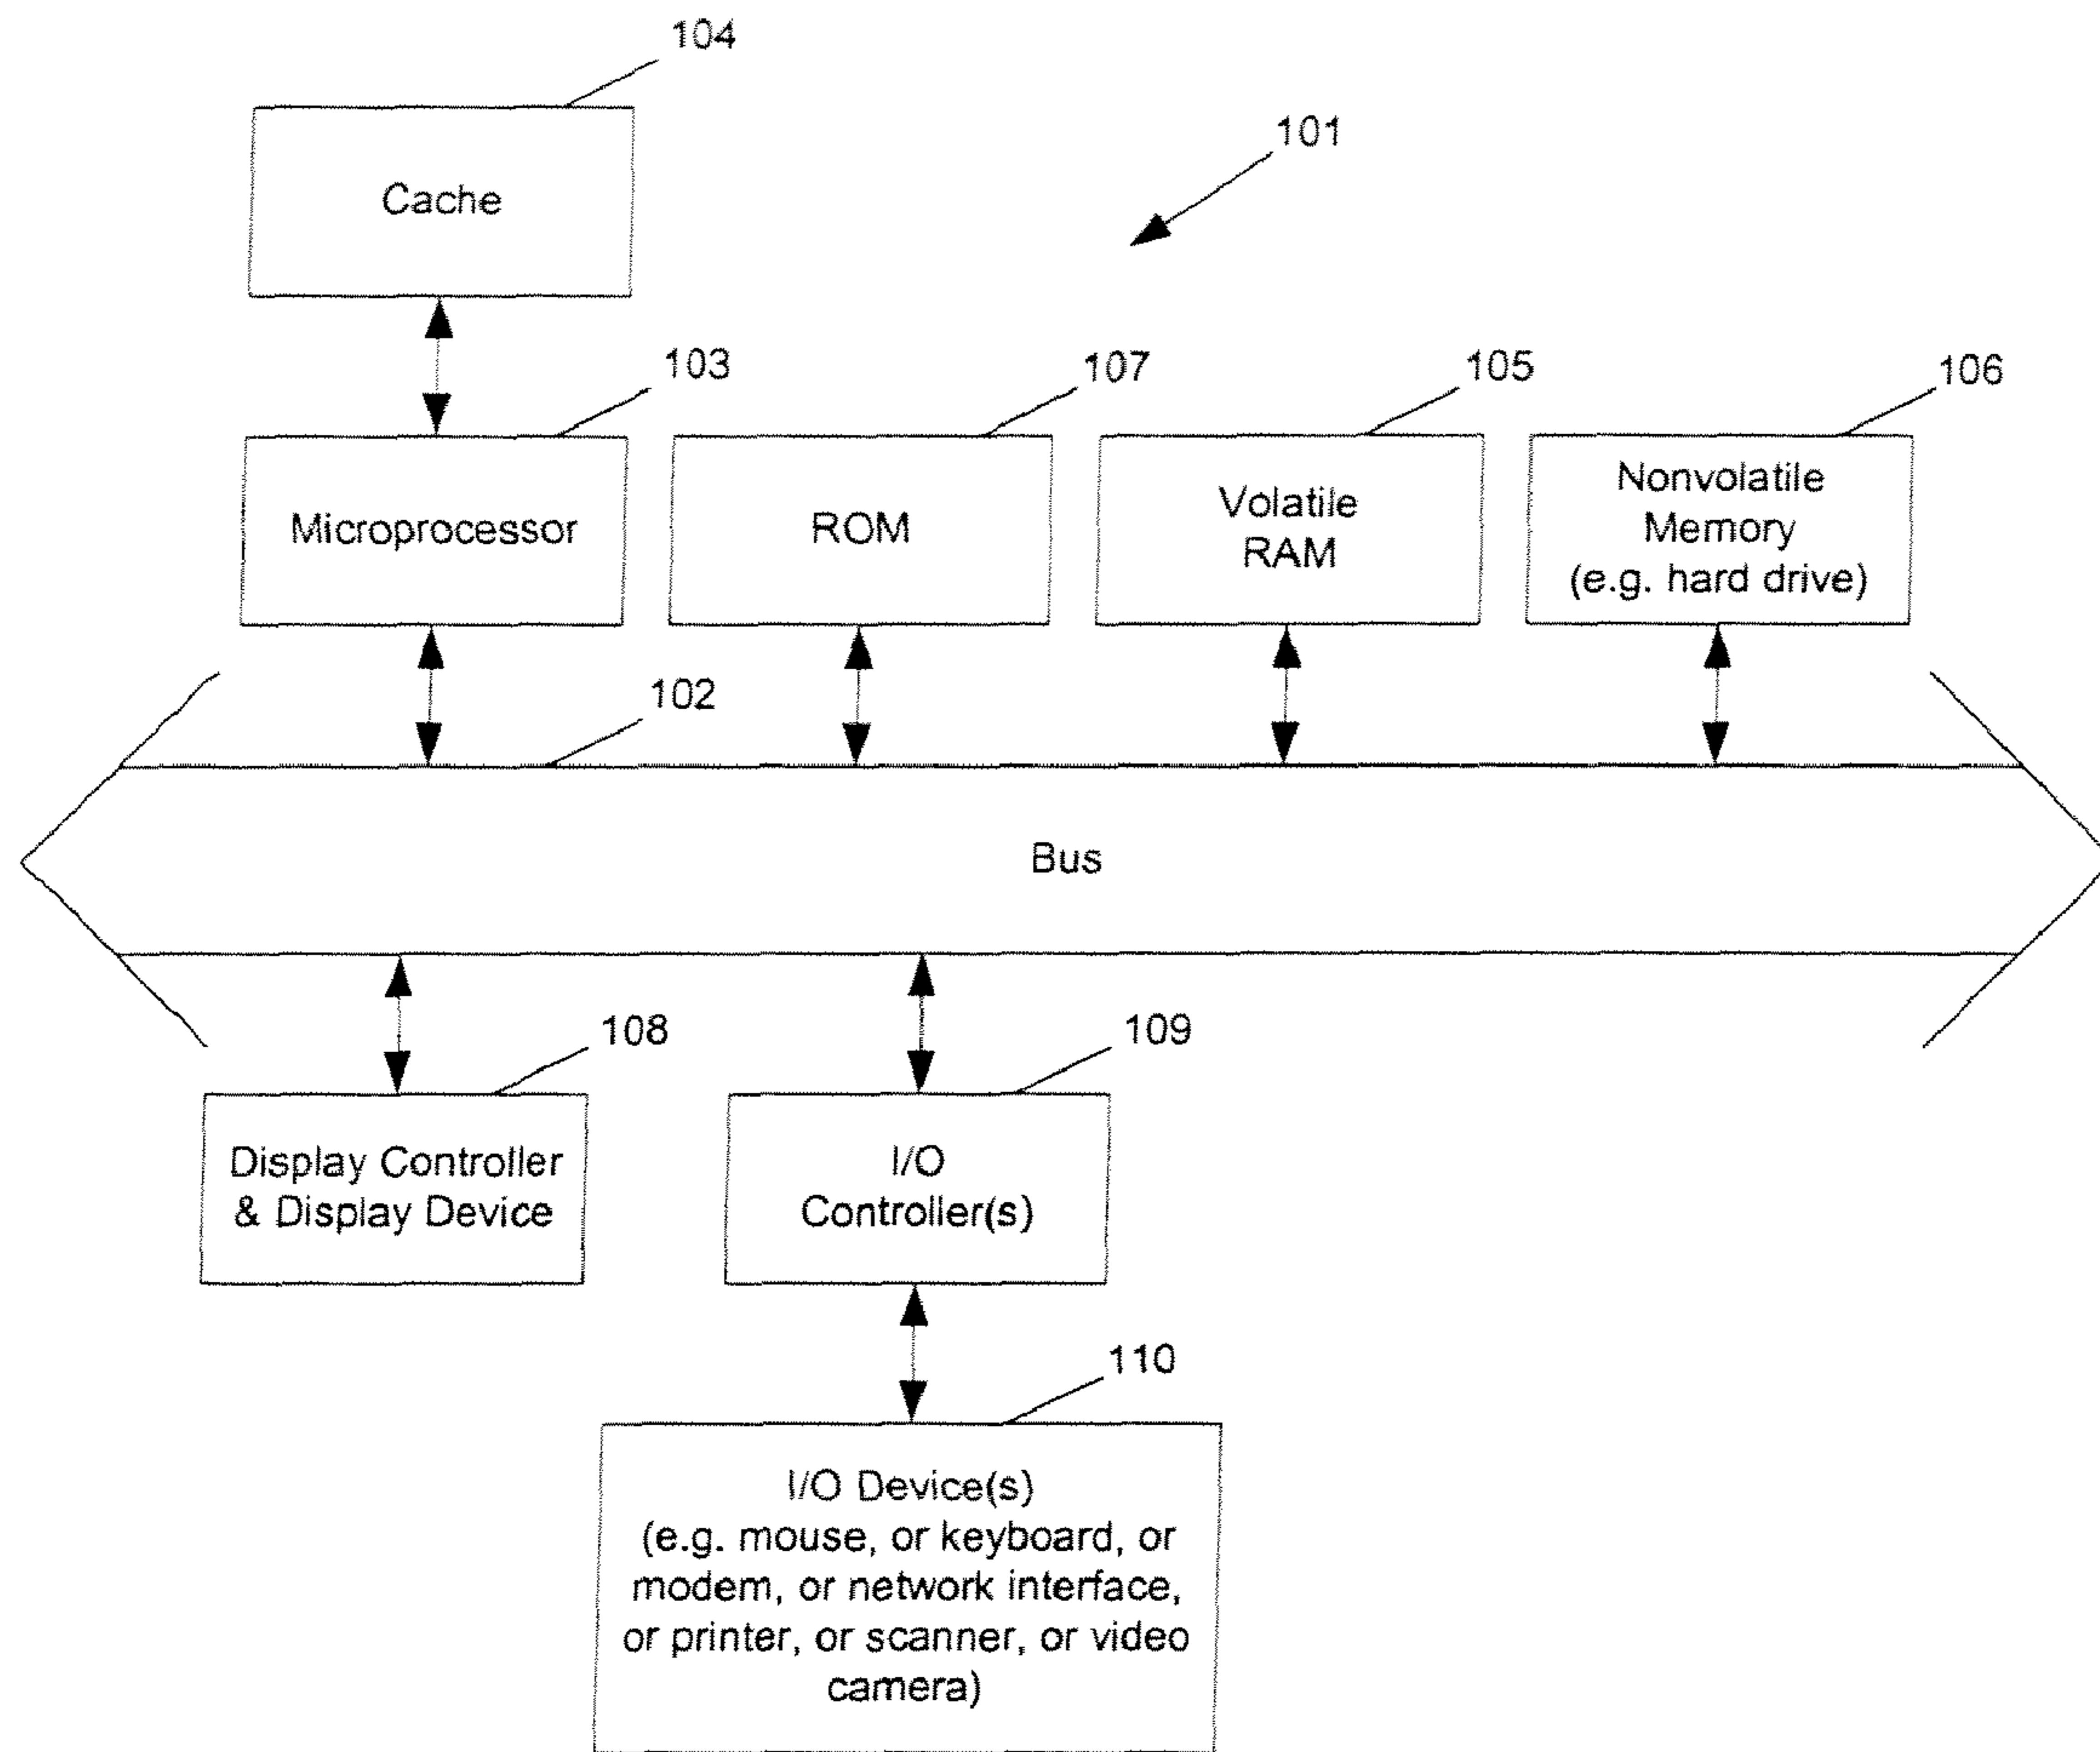 104
101
Cache
103
107
105
106
Microprocessor
ROM
Volatile
RAM
Nonvolatile
Memory
(e.g. hard drive)
102
Bus
108
109
Display Controller
& Display Device
I/O
Controller(s)
110
I/O Device(s)
(e.g. mouse, or keyboard, or
modem, or network interface,
or printer, or scanner, or video
camera)